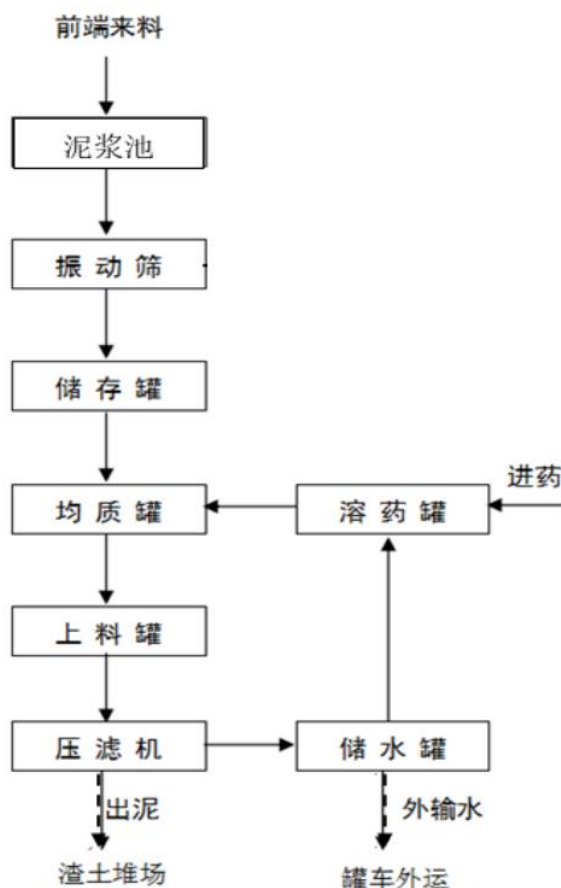 前端来料
泥浆池
振动筛
储存罐
均质罐
溶药罐
进药
上料罐
压滤机
储水罐
出泥
外输水
渣土堆场
罐车外运